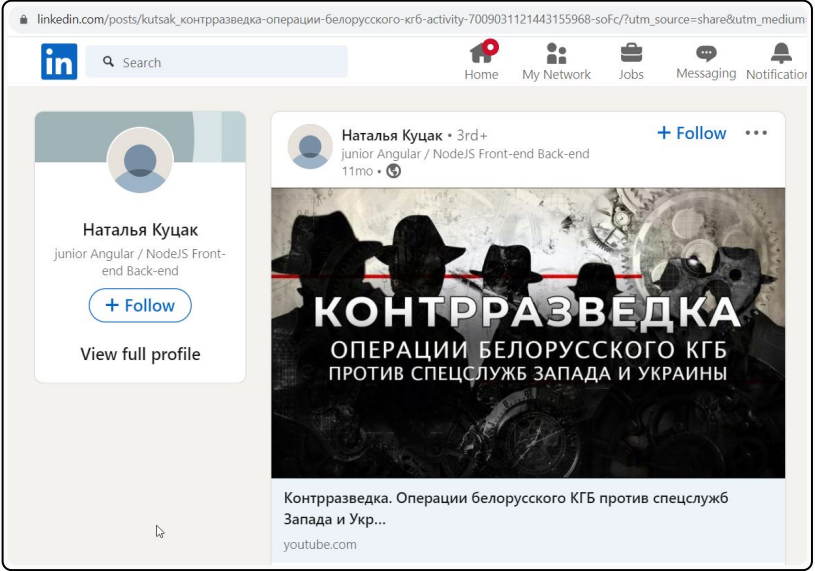 linkedin.com/posts/kutsak_контрразведка-операции-белорусского-кгб-activity-7009031121443155968-soFc/?utm_source=share&utm_medium=
in
Search
Home
My Network
Jobs
Messaging
Notification
Наталья Куцак
junior Angular / NodeJS Front-
end Back-end
+ Follow
View full profile
Наталья Куцак • 3rd+
+ Follow
junior Angular / NodeJS Front-end Back-end
11mo •
КОНТРРАЗВЕДКА
ОПЕРАЦИИ БЕЛОРУССКОГО КГБ
ПРОТИВ СПЕЦСЛУЖБ ЗАПАДА И УКРАИНЫ
Контрразведка. Операции белорусского КГБ против спецслужб
Запада и Укр...
youtube.com